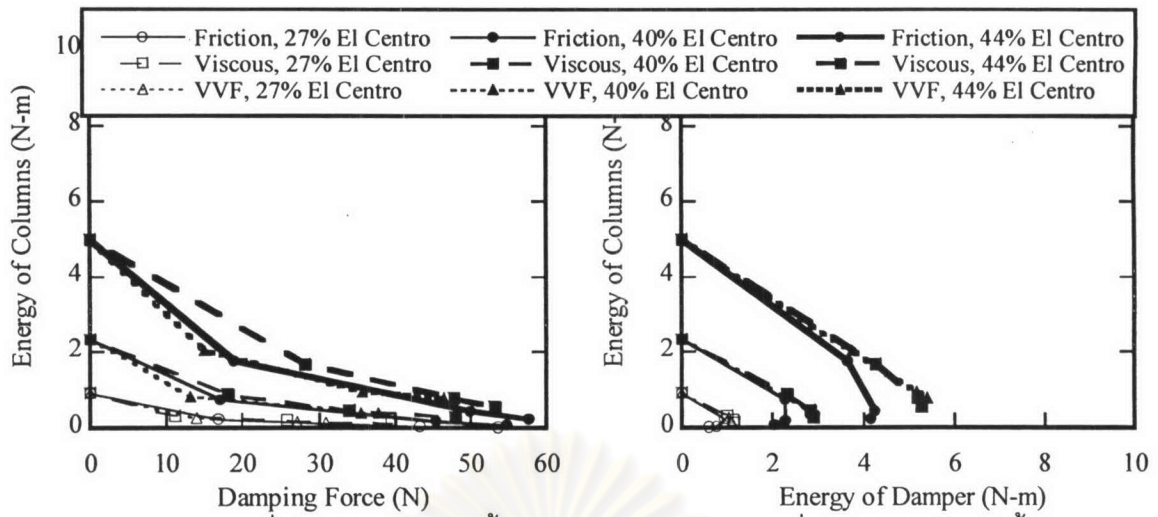 10
Friction, 27% El Centro Friction, 40% El Centro Friction, 44% El Centro
Viscous, 27% El Centro Viscous, 40% El Centro Viscous, 44% El Centro
VVF, 27% El Centro VVF, 40% El Centro VVF, 44% El Centro
Energy of Columns (N-m)
8
6
4
2
0
0 10 20 30 40 50 60
Damping Force (N)
Energy of Columns (N-
8
6
4
2
0
0 2 4 6 8 10
Energy of Damper (N-m)